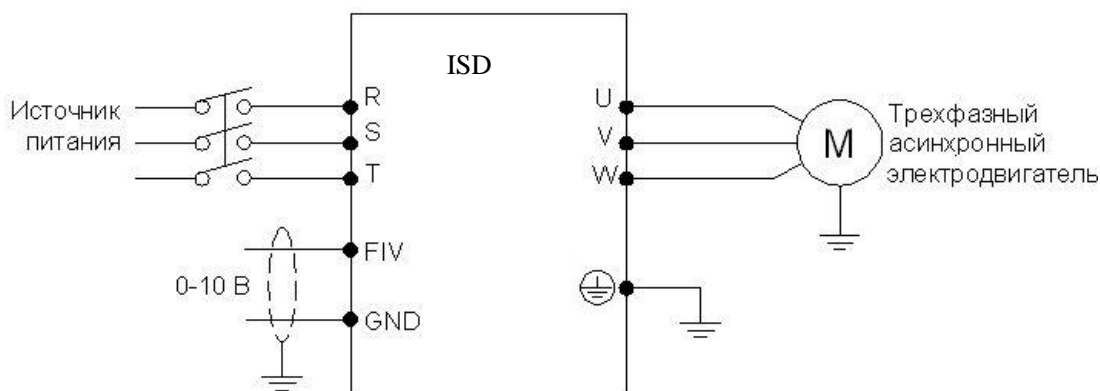 ISD
Источник
питания
R
S
T
FIV
0-10 В
GND
U
V
W
M
Трехфазный
асинхронный
электродвигатель